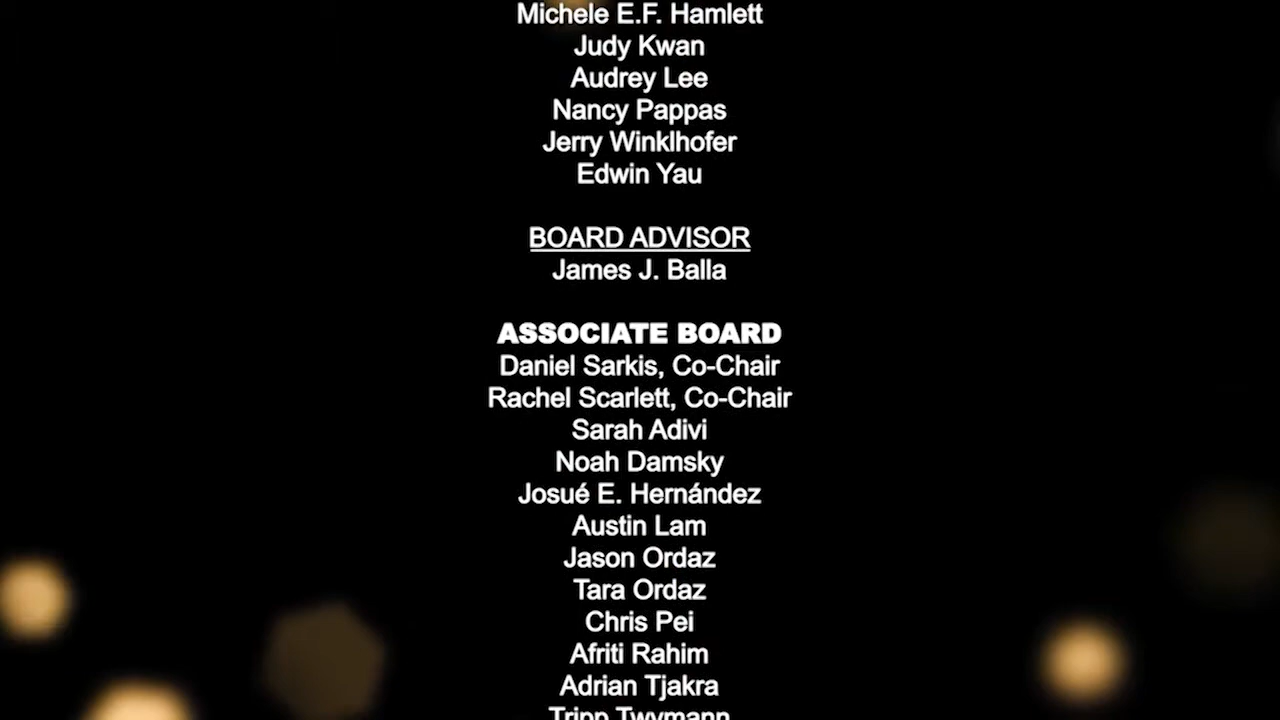 Michele E.F. Hamlett
Judy Kwan
Audrey Lee
Nancy Pappas
Jerry Winklhofer
Edwin Yau
BOARD ADVISOR
James J. Balla
ASSOCIATE BOARD
Daniel Sarkis, Co-Chair
Rachel Scarlett, Co-Chair
Sarah Adivi
Noah Damsky
Josué E. Hernández
Austin Lam
Jason Ordaz
Tara Ordaz
Chris Pei
Afriti Rahim
Adrian Tjakra
Tripp Twymann